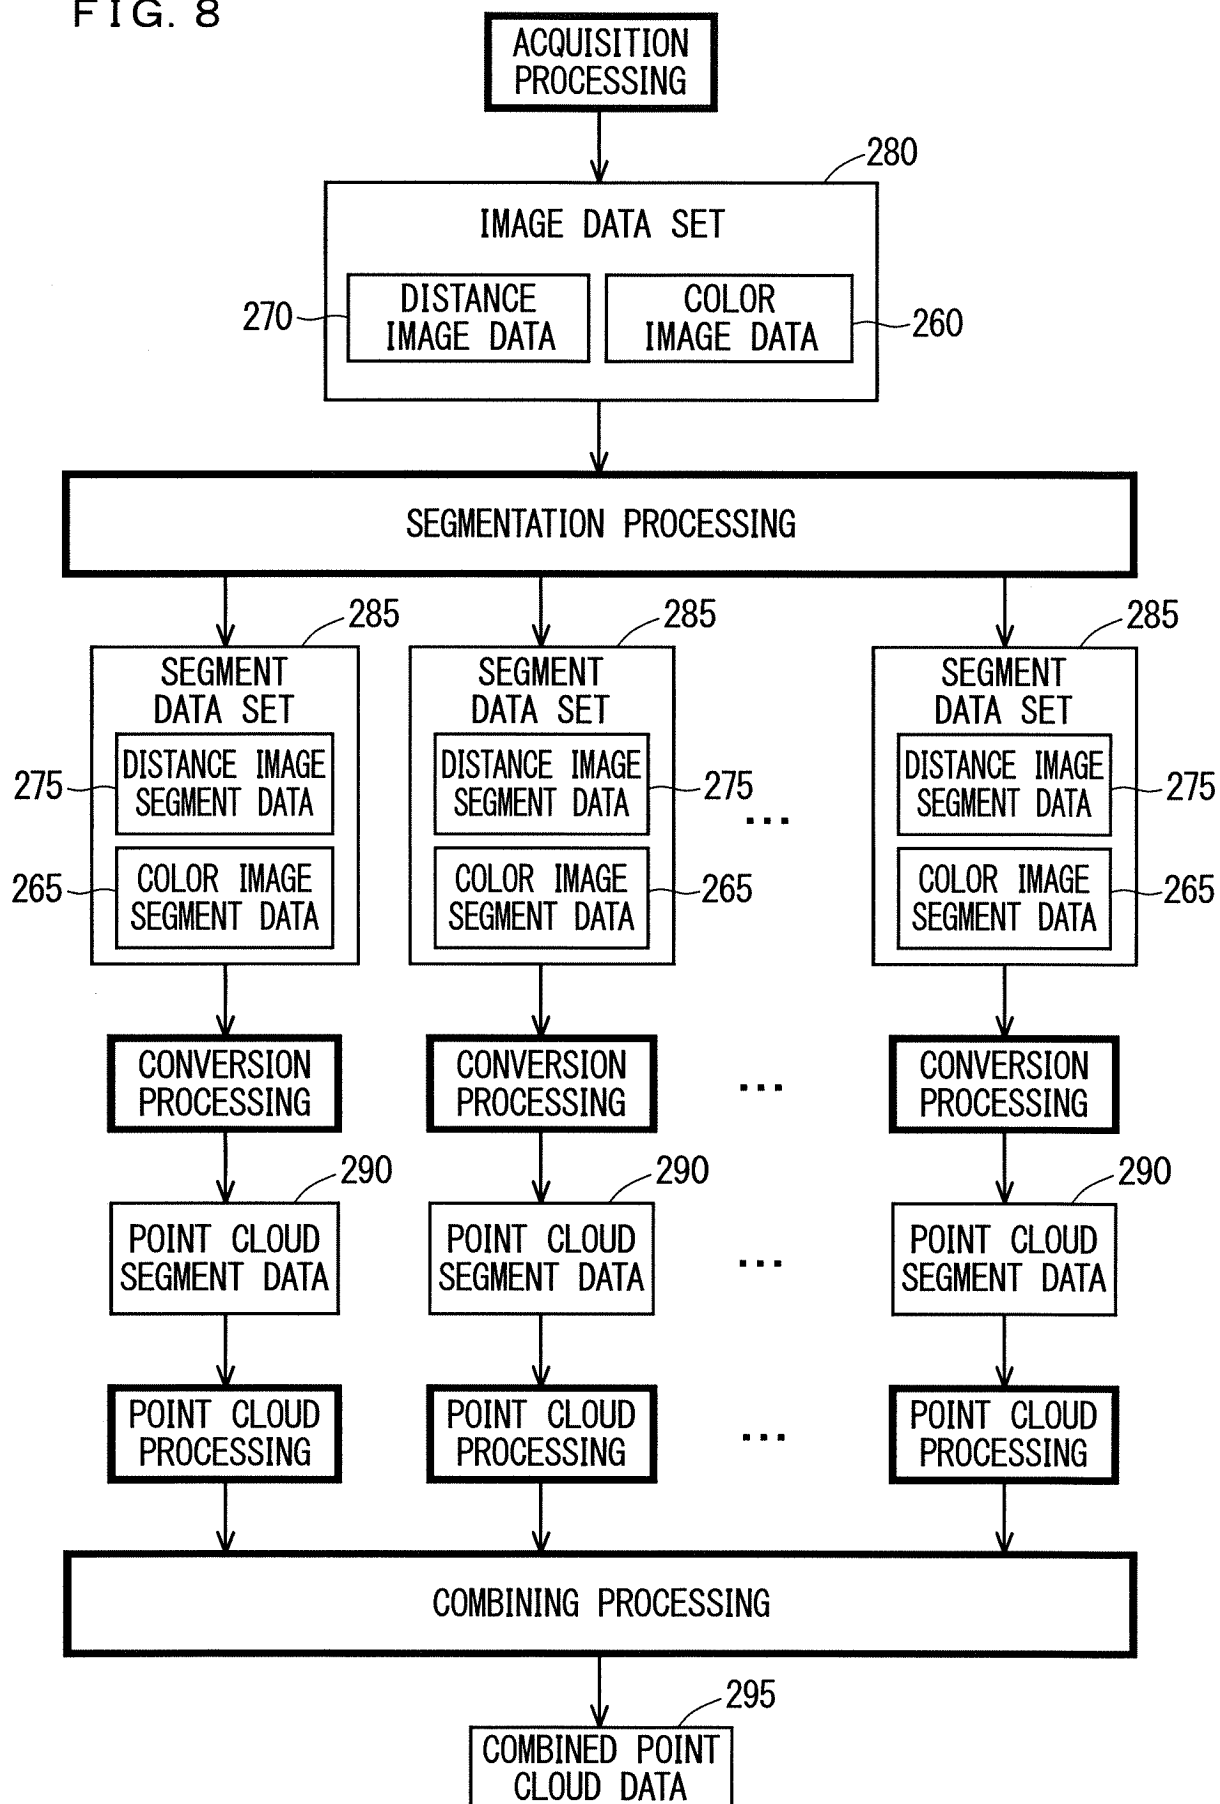 FIG. 8
ACQUISITION
PROCESSING
280
IMAGE DATA SET
270
DISTANCE
IMAGE DATA
COLOR
IMAGE DATA
260
SEGMENTATION PROCESSING
285
285
285
SEGMENT
DATA SET
SEGMENT
DATA SET
SEGMENT
DATA SET
275
DISTANCE IMAGE
SEGMENT DATA
DISTANCE IMAGE
SEGMENT DATA
275
...
DISTANCE IMAGE
SEGMENT DATA
275
265
COLOR IMAGE
SEGMENT DATA
COLOR IMAGE
SEGMENT DATA
265
COLOR IMAGE
SEGMENT DATA
265
CONVERSION
PROCESSING
CONVERSION
PROCESSING
...
CONVERSION
PROCESSING
290
290
290
POINT CLOUD
SEGMENT DATA
POINT CLOUD
SEGMENT DATA
...
POINT CLOUD
SEGMENT DATA
POINT CLOUD
PROCESSING
POINT CLOUD
PROCESSING
...
POINT CLOUD
PROCESSING
COMBINING PROCESSING
295
COMBINED POINT
CLOUD DATA